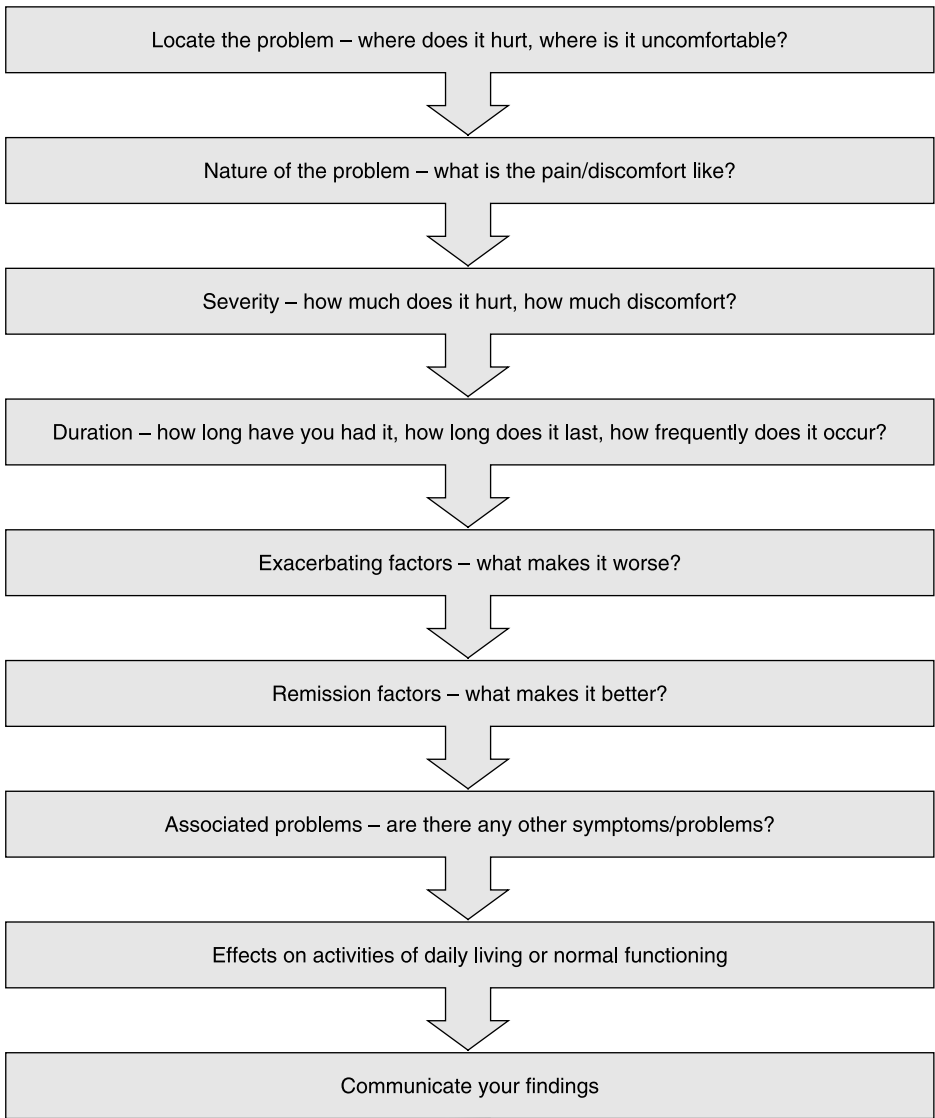 Locate the problem – where does it hurt, where is it uncomfortable?
Nature of the problem – what is the pain/discomfort like?
Severity – how much does it hurt, how much discomfort?
Duration – how long have you had it, how long does it last, how frequently does it occur?
Exacerbating factors – what makes it worse?
Remission factors – what makes it better?
Associated problems – are there any other symptoms/problems?
Effects on activities of daily living or normal functioning
Communicate your findings